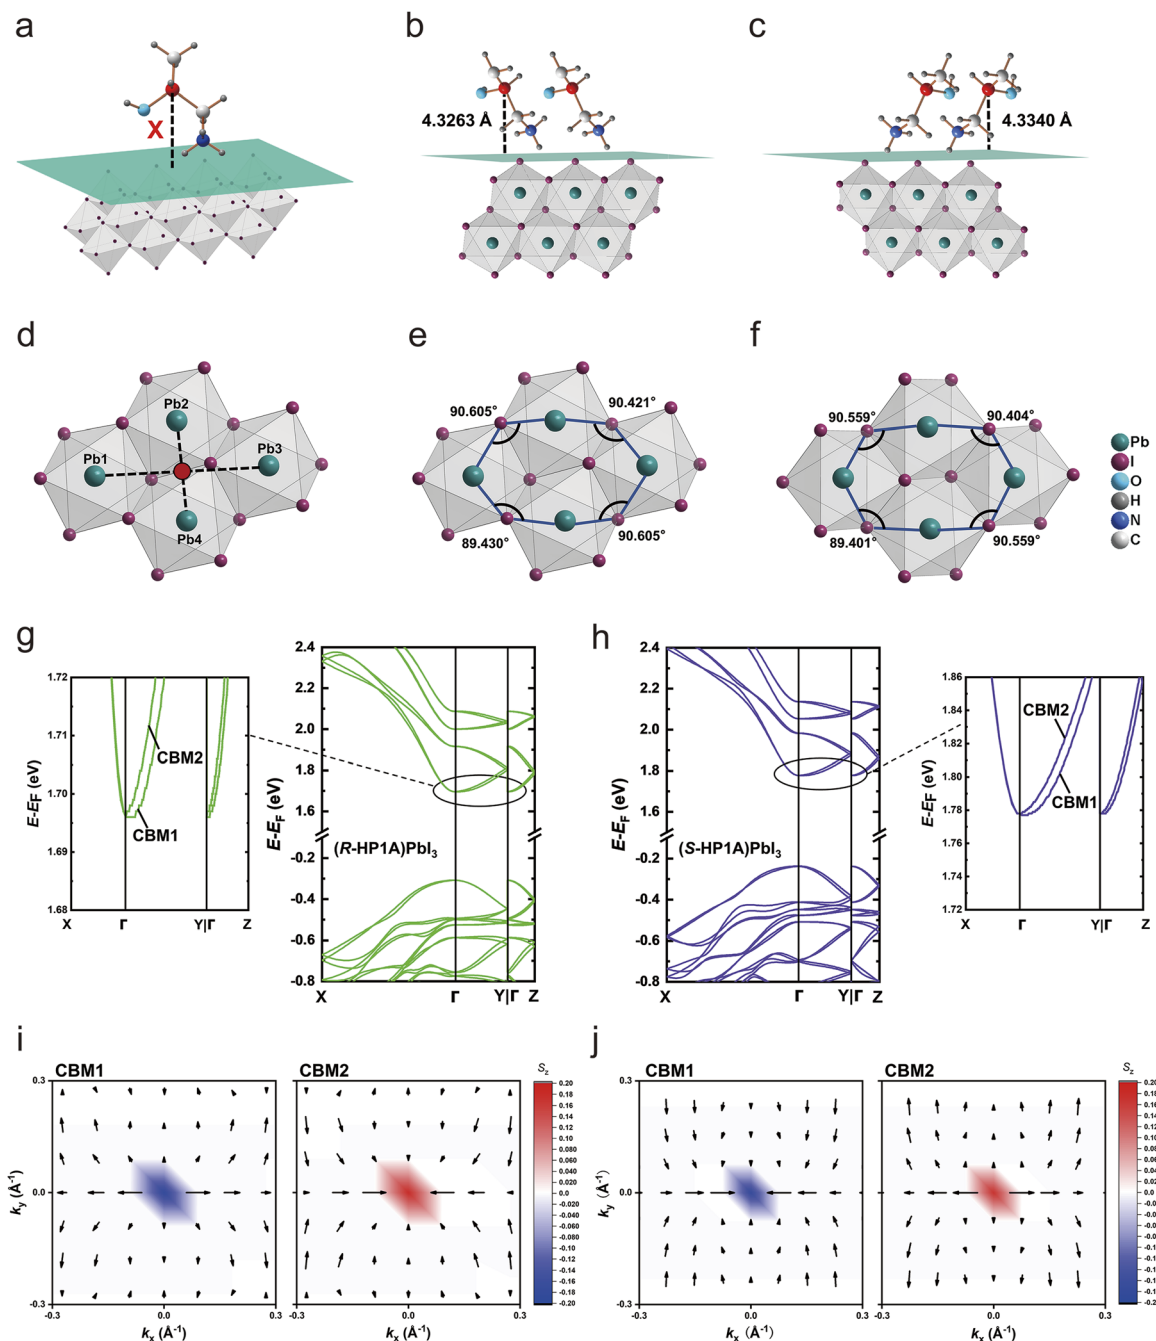 a
b
c
X
4.3263 Å
4.3340 Å
d
e
f
Pb2
Pb1
Pb3
Pb4
90.605°
90.421°
89.430°
90.605°
90.559°
90.404°
89.401°
90.559°
Pb
I
O
H
N
C
g
h
1.72
1.71
1.70
1.69
1.68
E-EF (eV)
CBM2
CBM1
X
Γ
Y|Γ
Z
2.4
2.2
2.0
1.8
1.6
-0.2
-0.4
-0.6
-0.8
E-EF (eV)
(R-HP1A)PbI3
X
Γ
Y|Γ
Z
2.4
2.2
2.0
1.8
1.6
-0.2
-0.4
-0.6
-0.8
E-EF (eV)
(S-HP1A)PbI3
X
Γ
Y|Γ
Z
1.86
1.84
1.82
1.80
1.78
1.76
1.74
1.72
E-EF (eV)
CBM2
CBM1
X
Γ
Y|Γ
Z
i
j
CBM1
CBM2
Sz
0.3
0.0
-0.3
ky (Å-1)
-0.3
0.0
0.3
kx (Å-1)
-0.3
0.0
0.3
kx (Å-1)
0.20
0.16
0.14
0.12
0.10
0.080
0.060
0.040
0.020
0.0
-0.020
-0.040
-0.060
-0.080
-0.10
-0.12
-0.14
-0.16
-0.18
-0.20
CBM1
CBM2
Sz
0.3
0.0
-0.3
ky (Å-1)
-0.3
0.0
0.3
kx (Å-1)
-0.3
0.0
0.3
kx (Å-1)